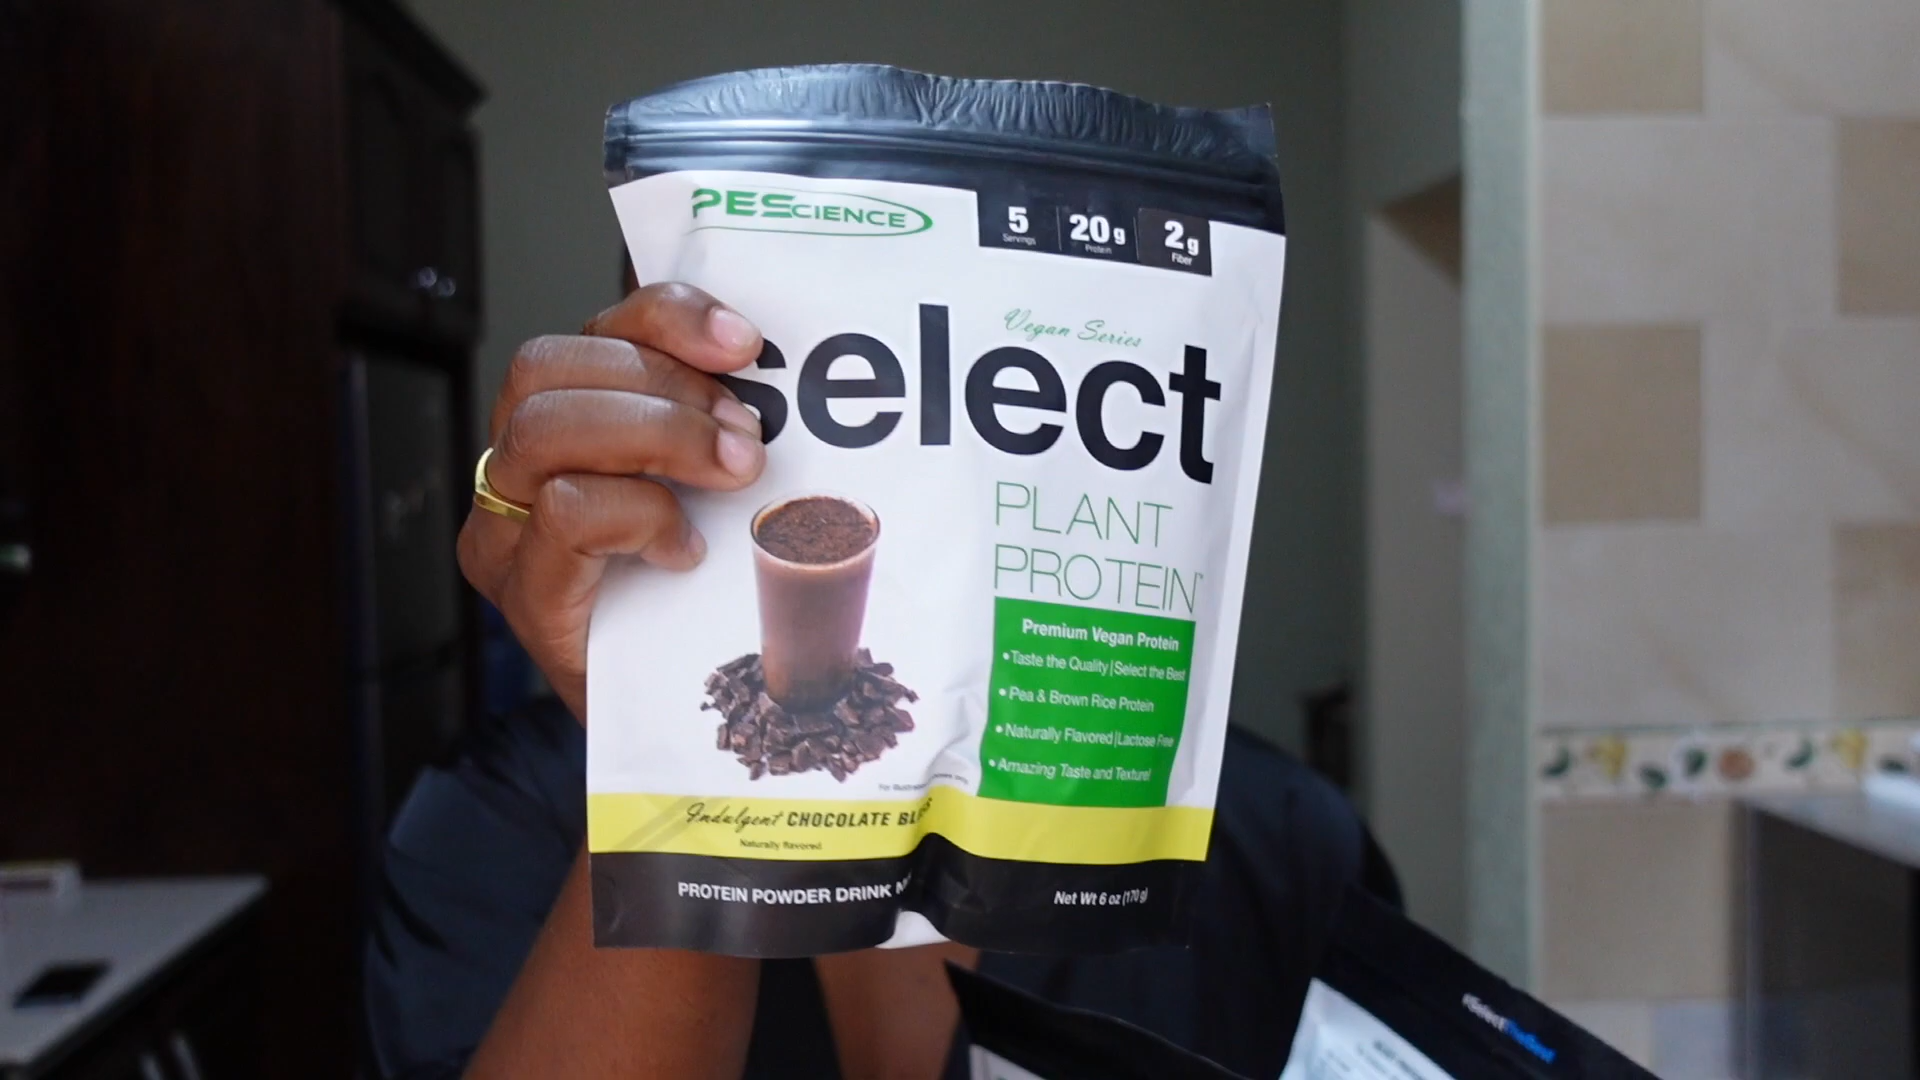 PEScience
5
Servings
20g
Protein
2g
Fiber
Vegan Series
select
PLANT
PROTEIN™
Premium Vegan Protein
• Taste the Quality|Select the Best
• Pea & Brown Rice Protein
• Naturally Flavored|Lactose Free
• Amazing Taste and Texture!
Indulgent CHOCOLATE
Naturally flavored
PROTEIN POWDER DRINK
Net Wt 6 oz (170 g)
#SelectTheBest